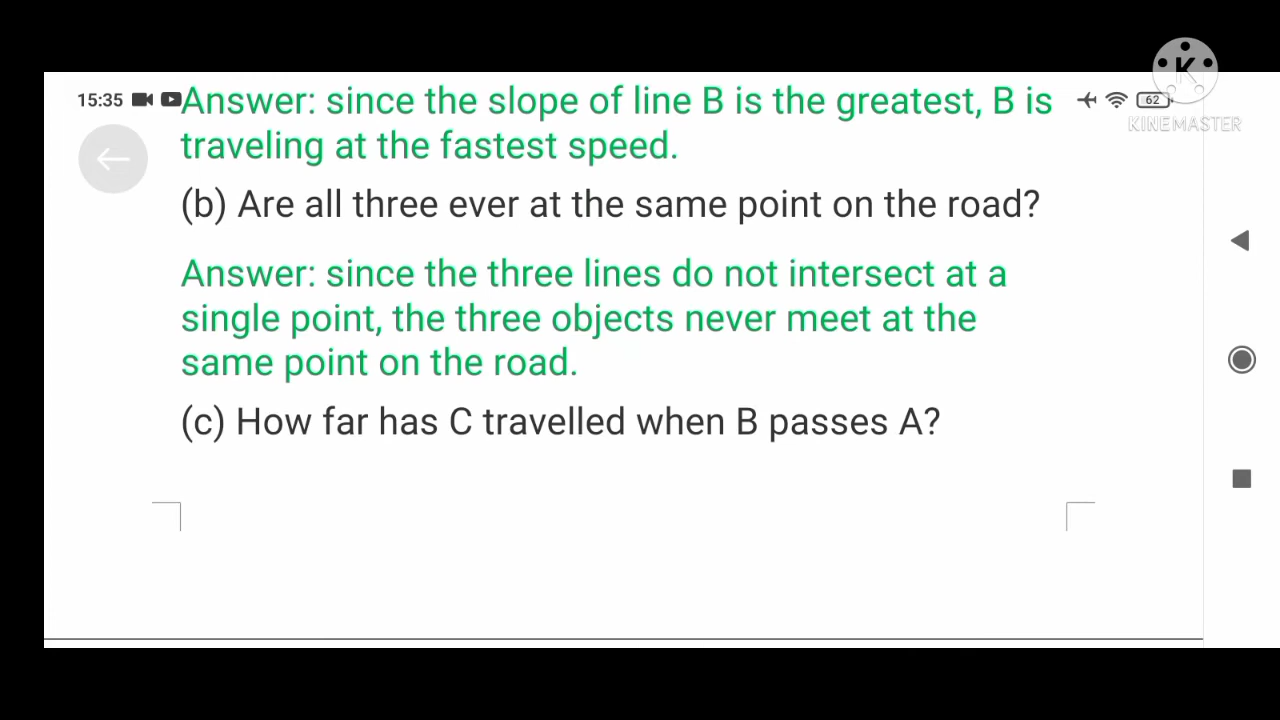 15:35
62
KINEMASTER
Answer: since the slope of line B is the greatest, B is
traveling at the fastest speed.
(b) Are all three ever at the same point on the road?
Answer: since the three lines do not intersect at a
single point, the three objects never meet at the
same point on the road.
(c) How far has C travelled when B passes A?